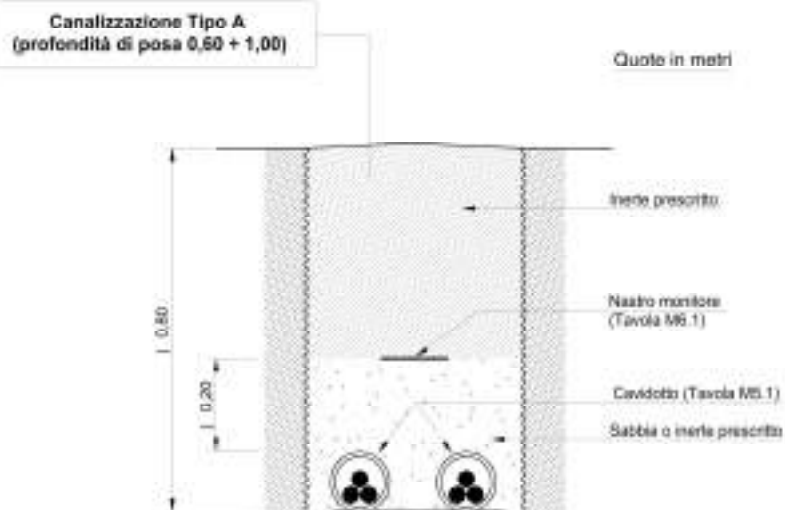 Canalizzazione Tipo A
(profondità di posa 0,60 ÷ 1,00)
Quote in metri
Inerte prescritto
Nastro monitore
(Tavola M6.1)
| 0,80
| 0,20
Cavidotto (Tavola M5.1)
Sabbia o inerte prescritto